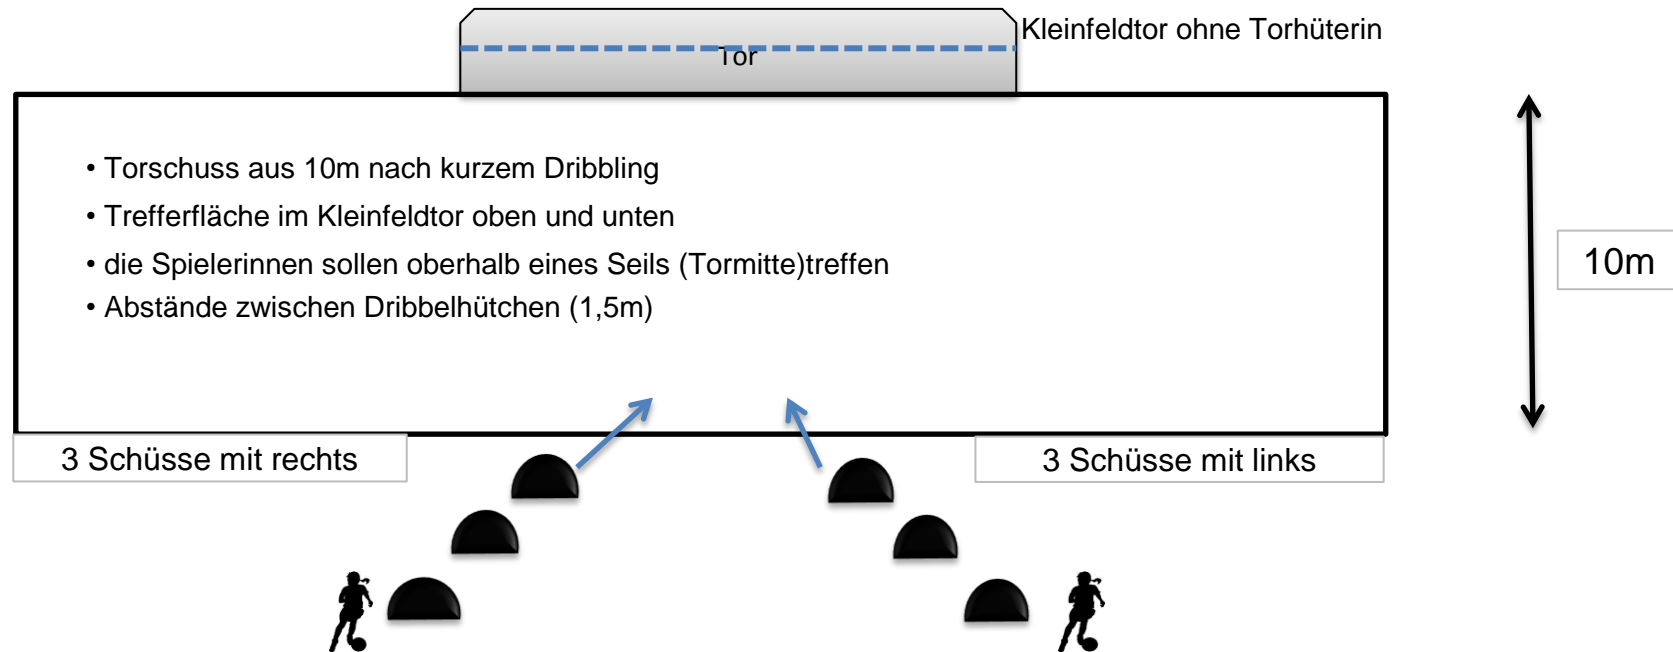 Kleinfeldtor ohne Torhüterin
Tor
• Torschuss aus 10m nach kurzem Dribbling
• Trefferfläche im Kleinfeldtor oben und unten
• die Spielerinnen sollen oberhalb eines Seils (Tormitte)treffen
• Abstände zwischen Dribbelhütchen (1,5m)
10m
3 Schüsse mit rechts
3 Schüsse mit links